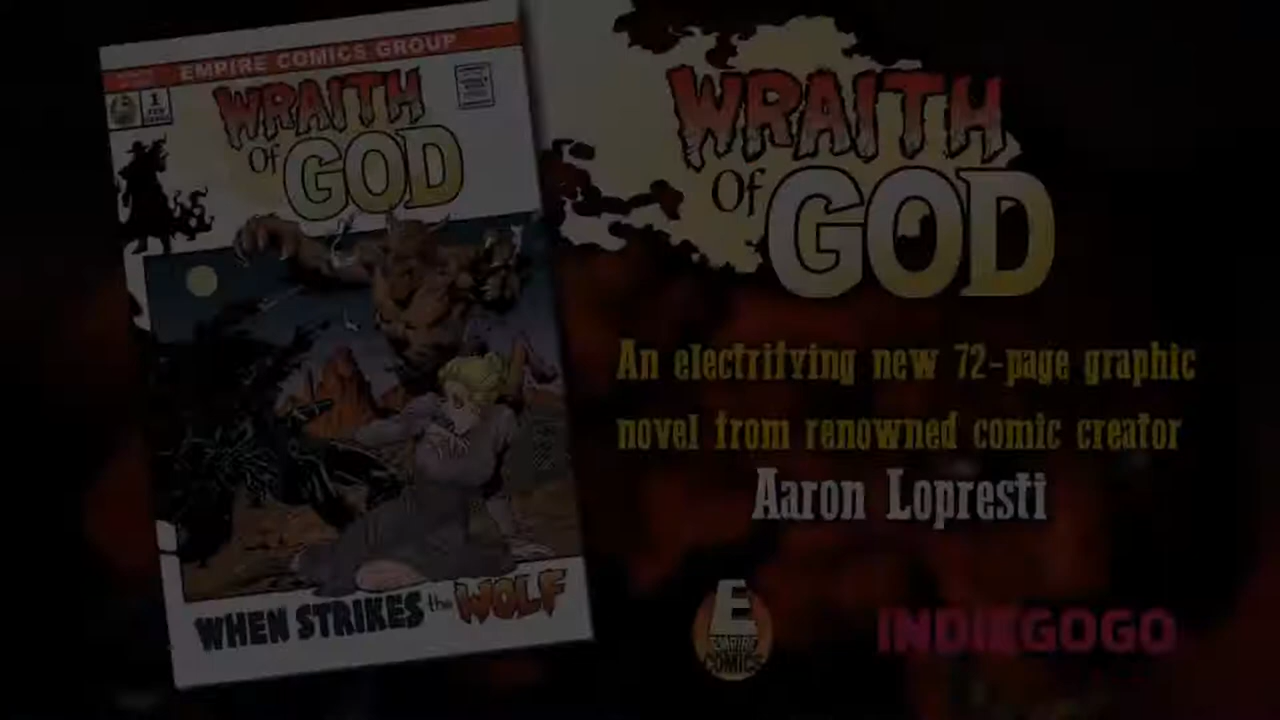 EMPIRE COMICS GROUP
1
WRAITH
Of
GOD
WHEN STRIKES the WOLF
WRAITH
Of
GOD
An electrifying new 72-page graphic
novel from renowned comic creator
Aaron Lopresti
E
EMPIRE
COMICS
INDIEGOGO